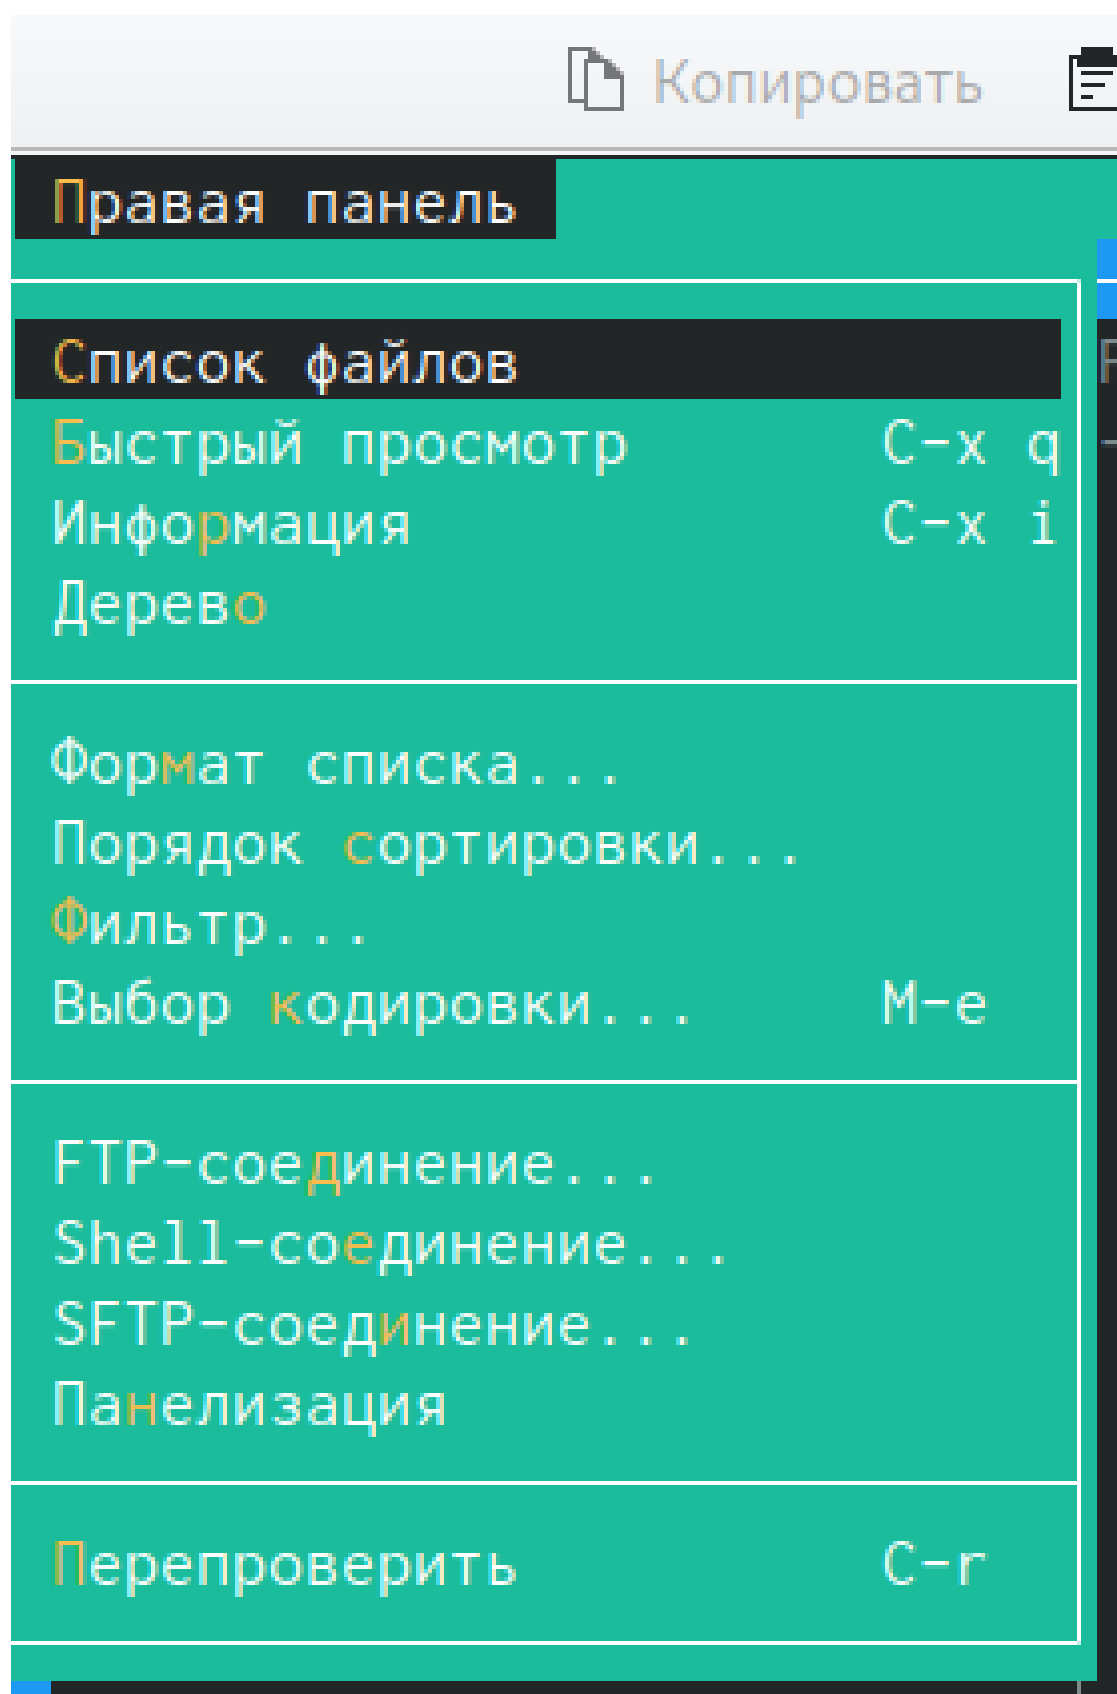 Копировать
Правая панель
Список файлов
Быстрый просмотр C-x q
Информация C-x i
Дерево
Формат списка...
Порядок сортировки...
Фильтр...
Выбор кодировки... M-e
FTP-соединение...
Shell-соединение...
SFTP-соединение...
Панелизация
Перепроверить C-r